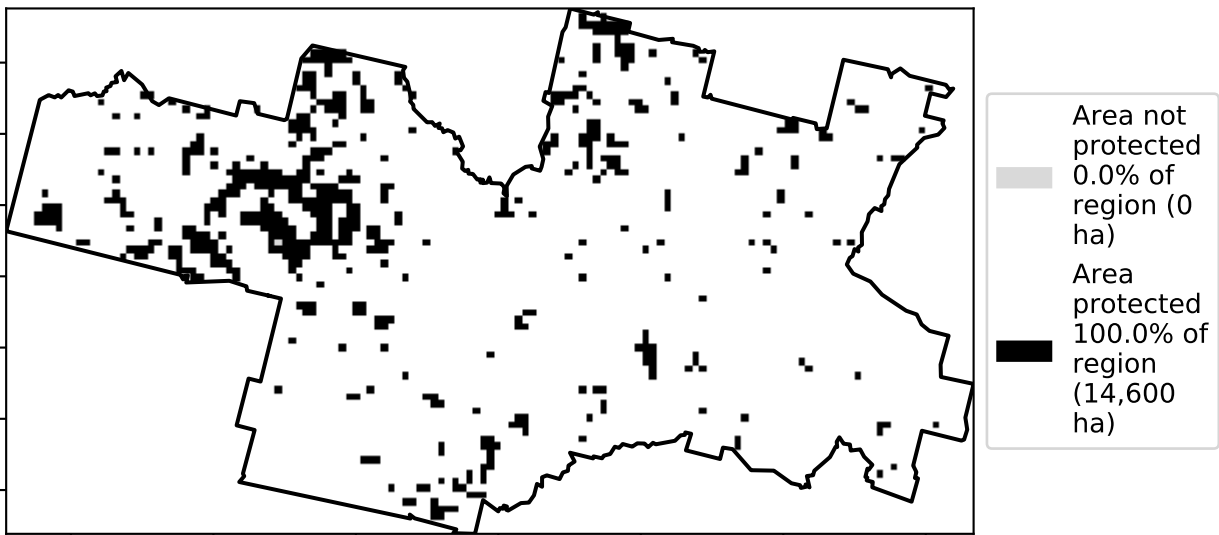 Area not
protected
0.0% of
region (0
ha)
Area
protected
100.0% of
region
(14,600
ha)